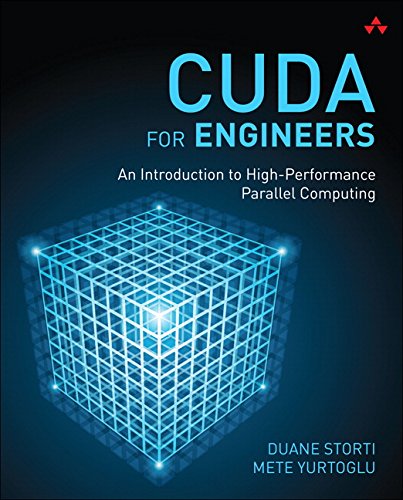 CUDA
FOR ENGINEERS
An Introduction to High-Performance
Parallel Computing
DUANE STORTI
METE YURTOGLU